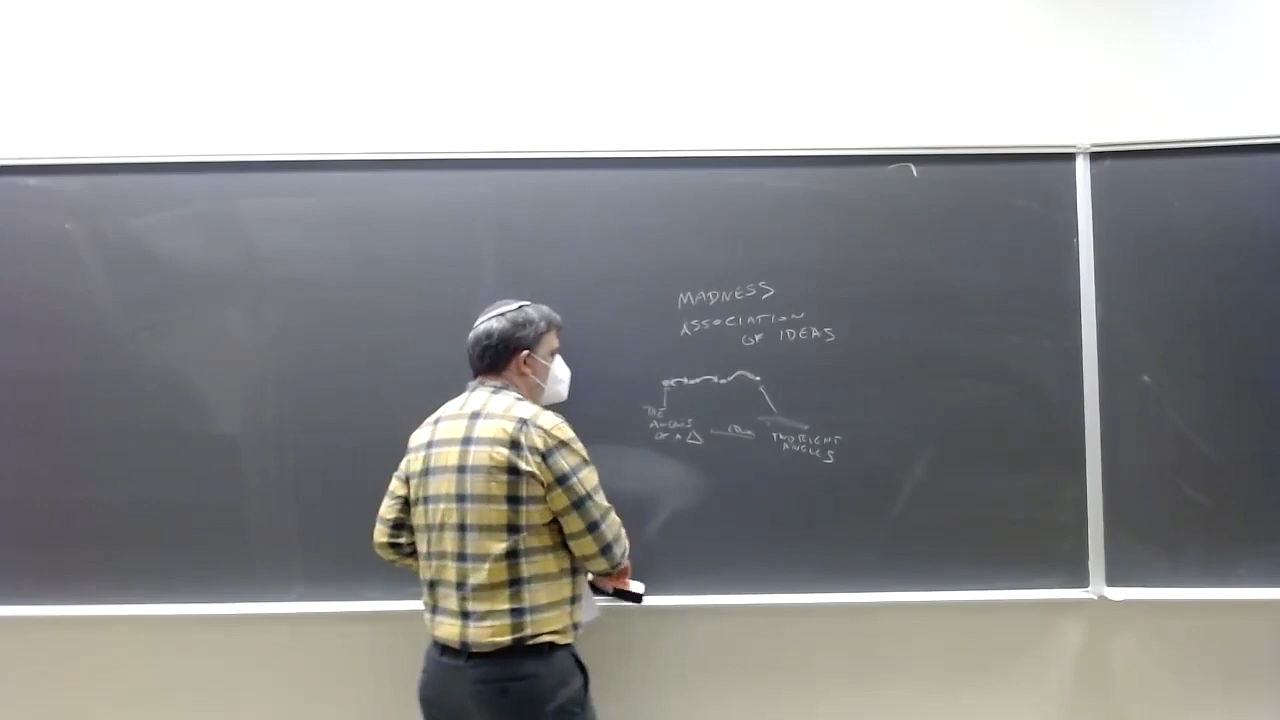 MADNESS
ASSOCIATION
OF IDEAS
THE
ANGLES
OF A △
TWO RIGHT
ANGLES